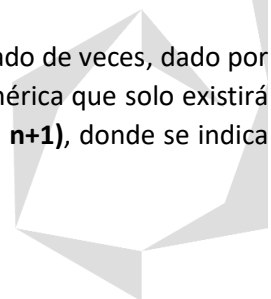 ado de veces, dado por
nérica que solo existirá
n+1), donde se indica